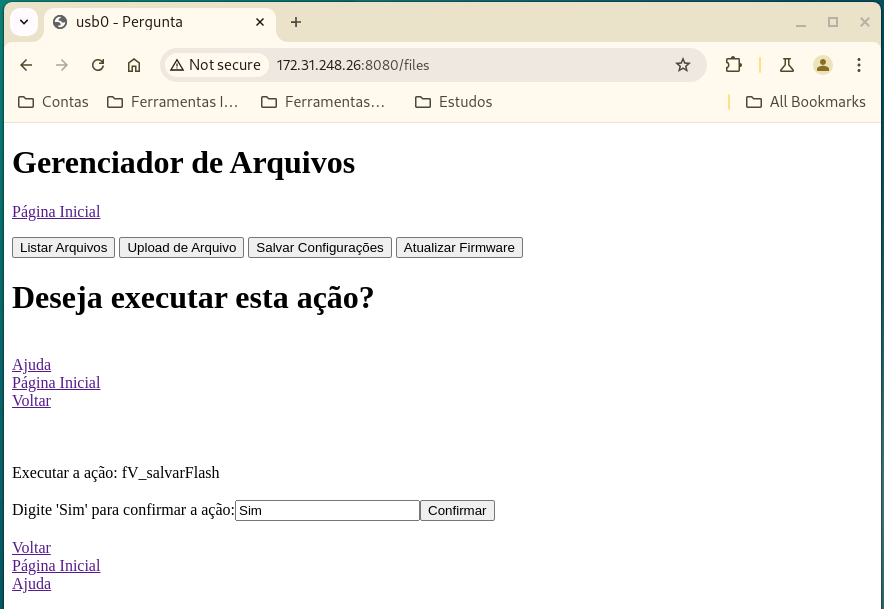 usb0 - Pergunta
Not secure 172.31.248.26:8080/files
Contas Ferramentas I... Ferramentas... Estudos All Bookmarks
Gerenciador de Arquivos
Página Inicial
Listar Arquivos Upload de Arquivo Salvar Configurações Atualizar Firmware
Deseja executar esta ação?
Ajuda
Página Inicial
Voltar
Executar a ação: fV_salvarFlash
Digite 'Sim' para confirmar a ação: Sim Confirmar
Voltar
Página Inicial
Ajuda